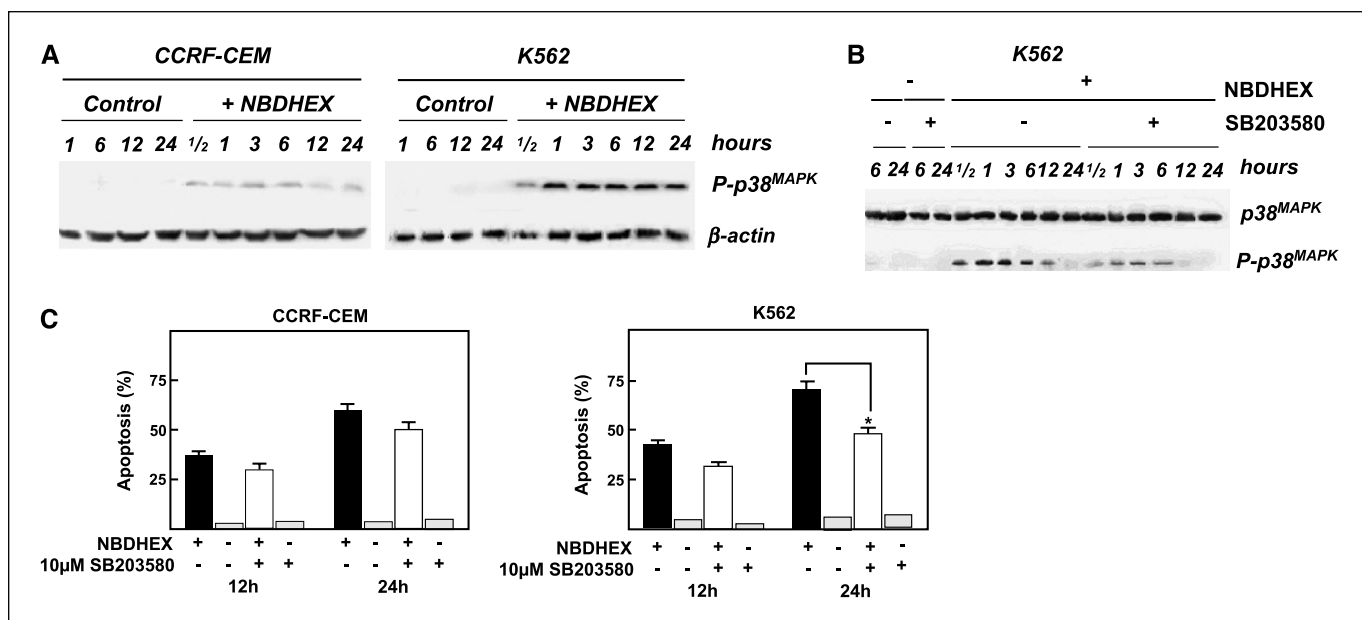 A
CCRF-CEM
K562
Control
+ NBDHEX
Control
+ NBDHEX
1 6 12 24 ½ 1 3 6 12 24
1 6 12 24 ½ 1 3 6 12 24
hours
P-p38MAPK
β-actin
B
K562
- +
NBDHEX
- + - +
SB203580
6 24 6 24 ½ 1 3 6 12 24 ½ 1 3 6 12 24
hours
p38MAPK
P-p38MAPK
C
CCRF-CEM
Apoptosis (%)
75
50
25
NBDHEX + - + - + - + -
10µM SB203580 - - + + - - + +
12h 24h
K562
Apoptosis (%)
75
50
25
*
NBDHEX + - + - + - + -
10µM SB203580 - - + + - - + +
12h 24h